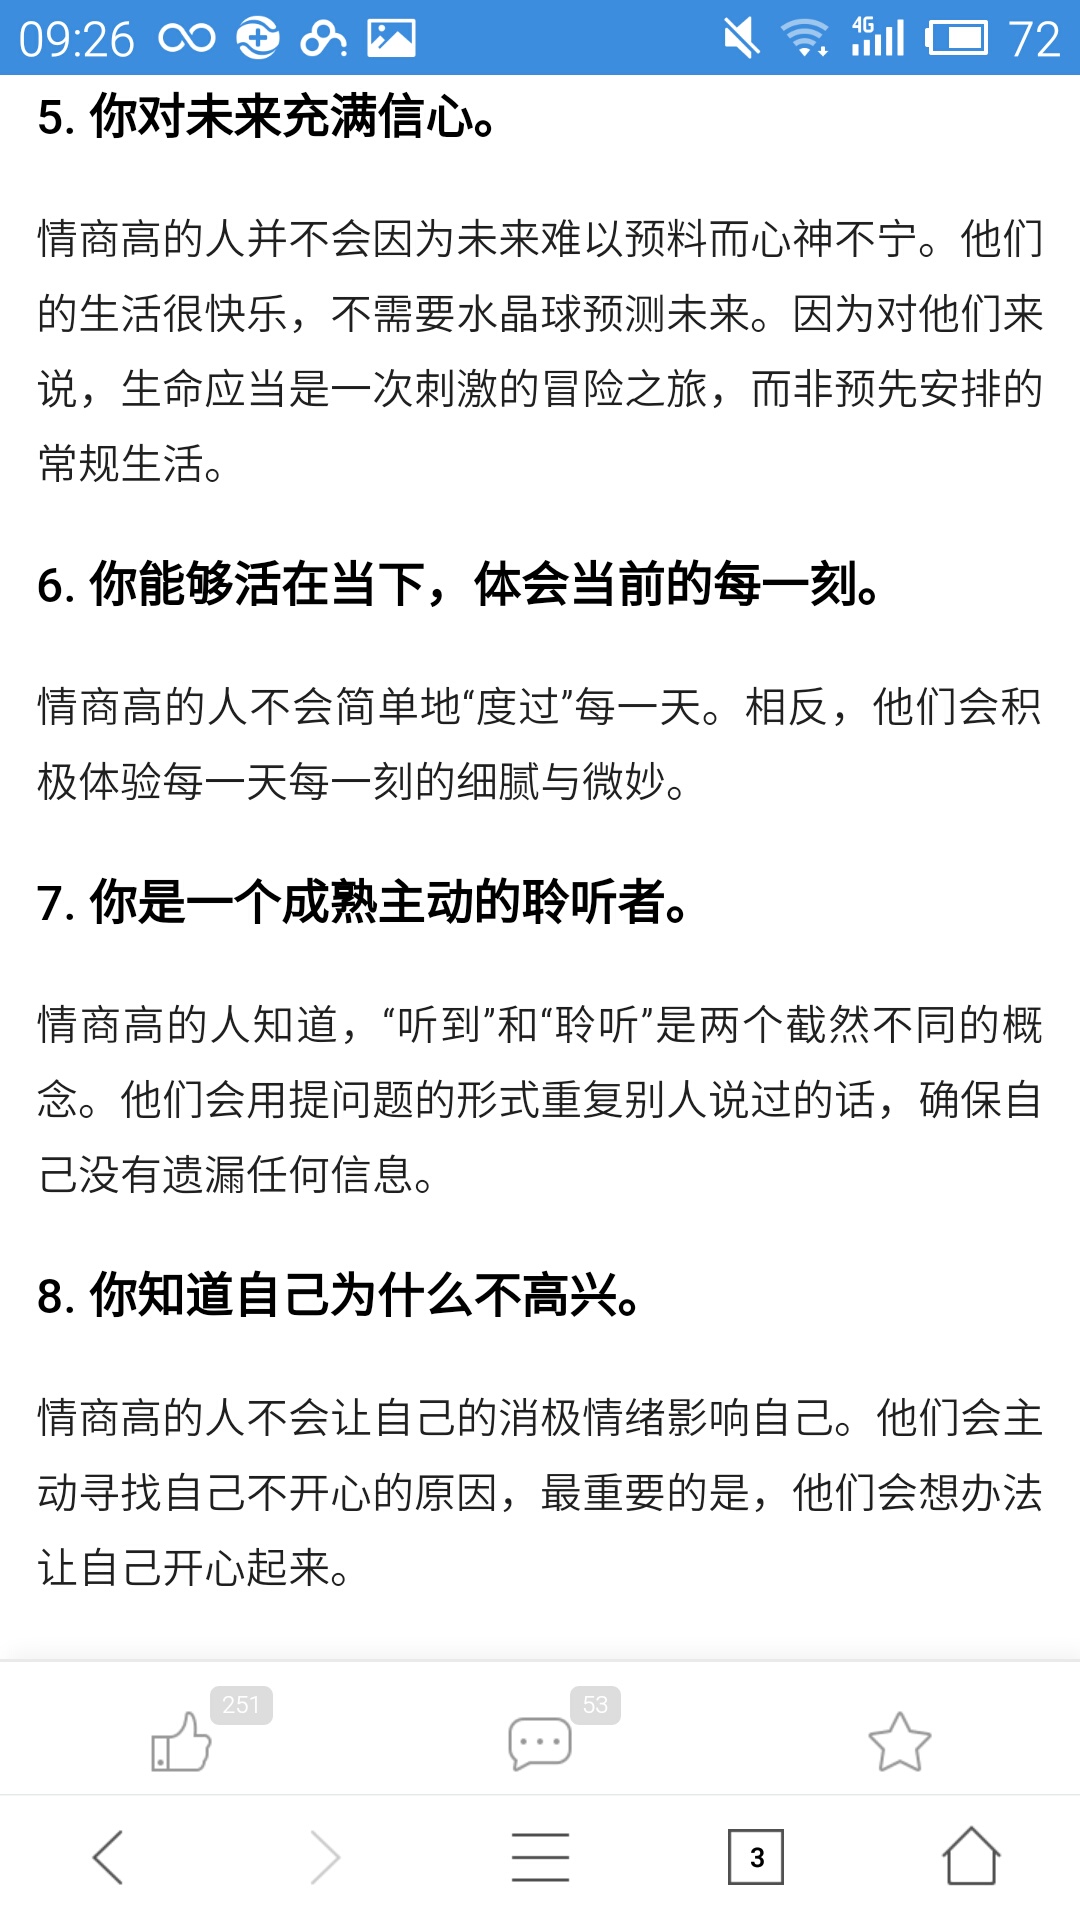 09:26 4G 72
5. 你对未来充满信心。
情商高的人并不会因为未来难以预料而心神不宁。他们
的生活很快乐，不需要水晶球预测未来。因为对他们来
说，生命应当是一次刺激的冒险之旅，而非预先安排的
常规生活。
6. 你能够活在当下，体会当前的每一刻。
情商高的人不会简单地“度过”每一天。相反，他们会积
极体验每一天每一刻的细腻与微妙。
7. 你是一个成熟主动的聆听者。
情商高的人知道，“听到”和“聆听”是两个截然不同的概
念。他们会用提问题的形式重复别人说过的话，确保自
己没有遗漏任何信息。
8. 你知道自己为什么不高兴。
情商高的人不会让自己的消极情绪影响自己。他们会主
动寻找自己不开心的原因，最重要的是，他们会想办法
让自己开心起来。
251 53
3